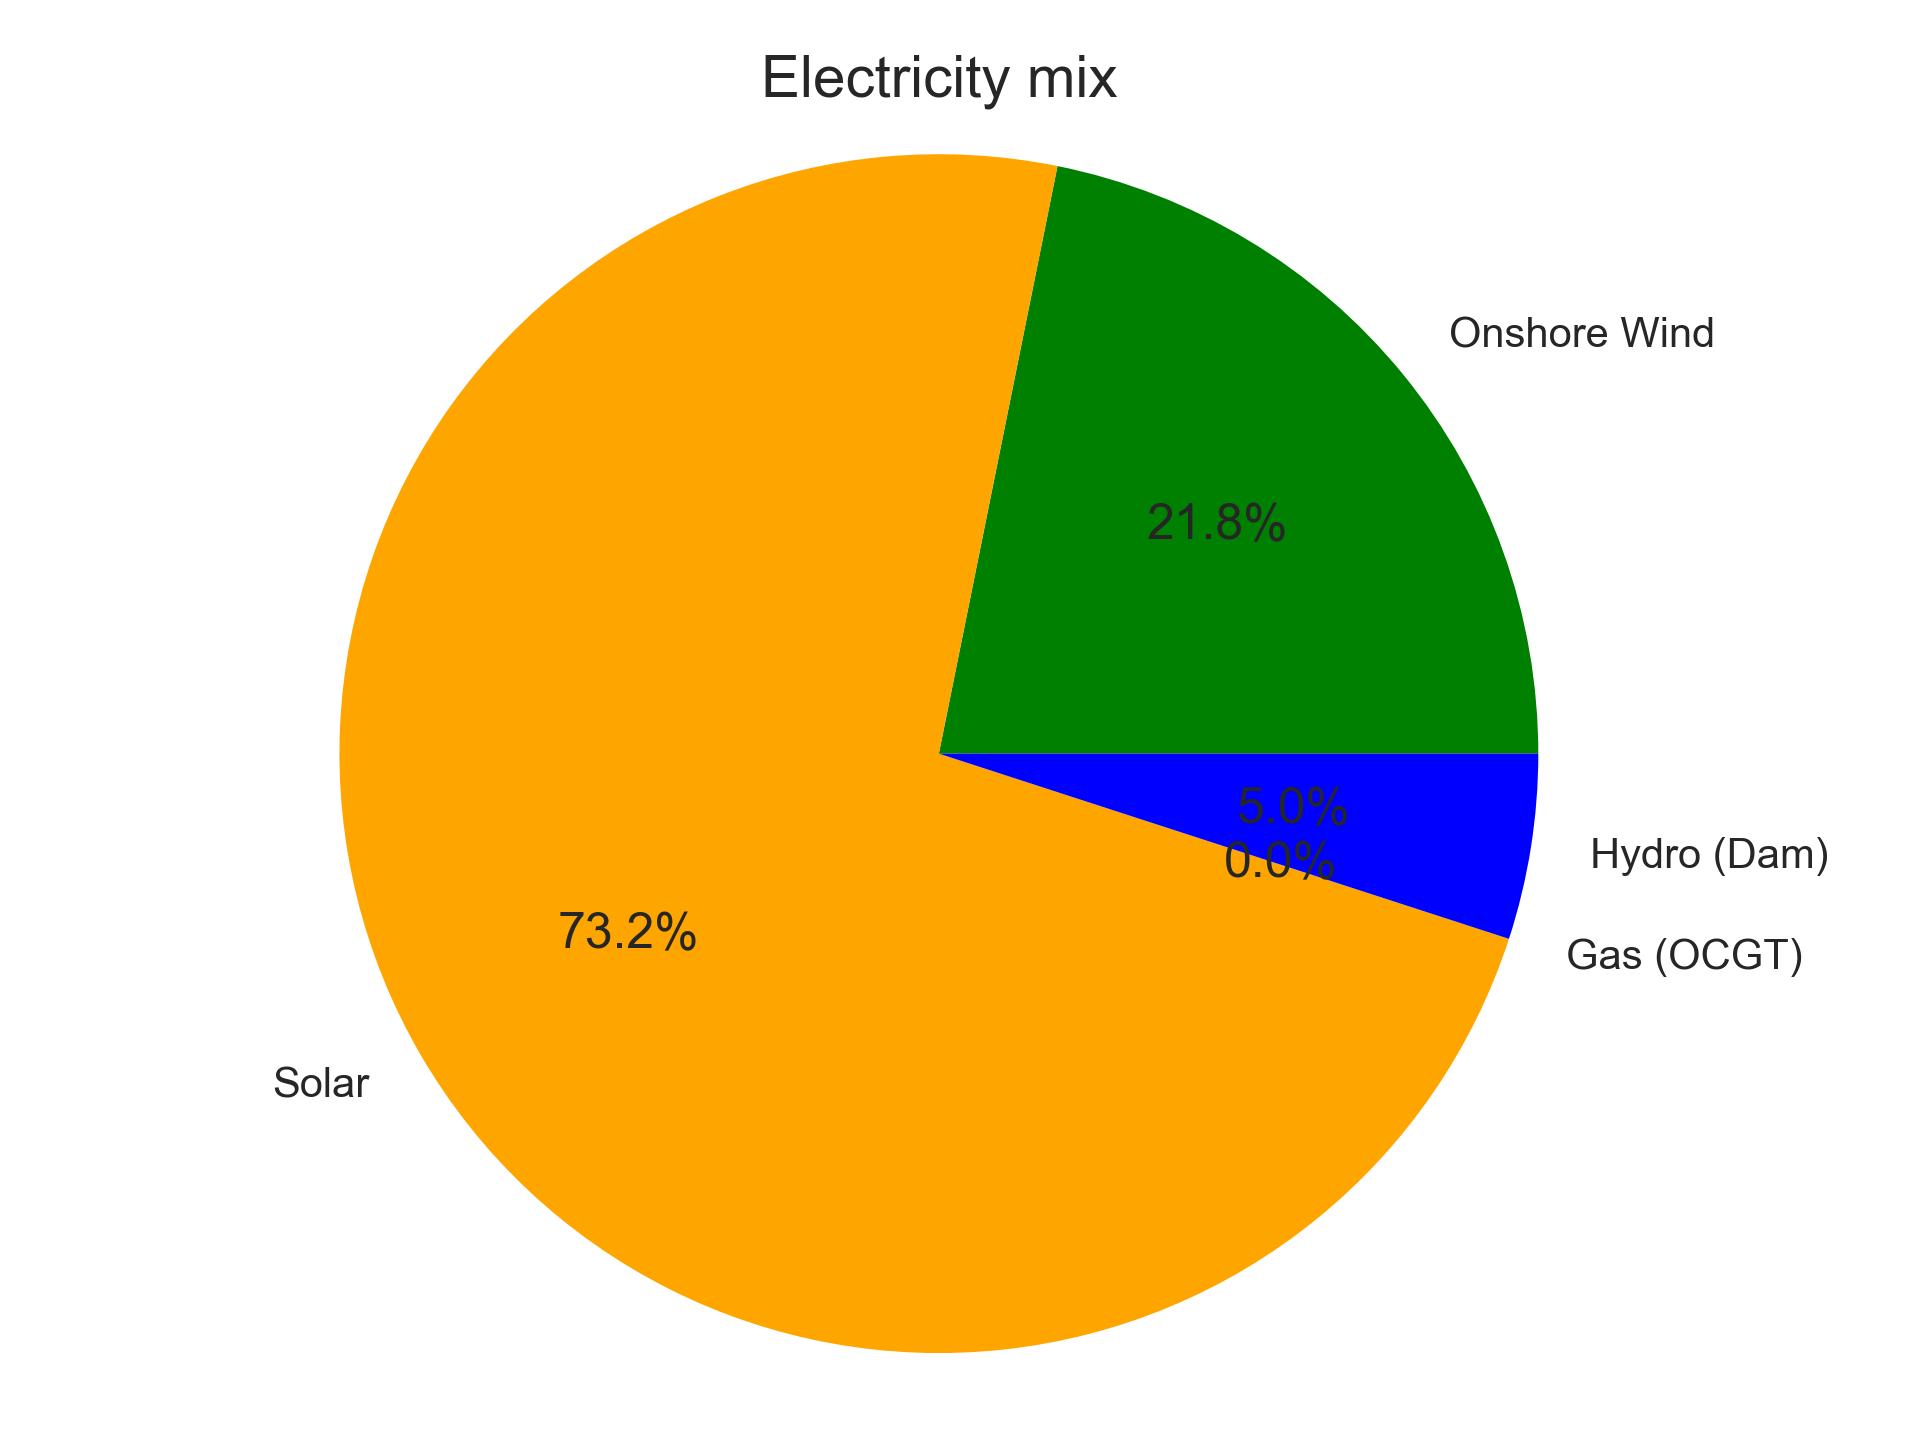 Electricity mix
Onshore Wind
21.8%
5.0%
Hydro (Dam)
0.0%
73.2%
Gas (OCGT)
Solar